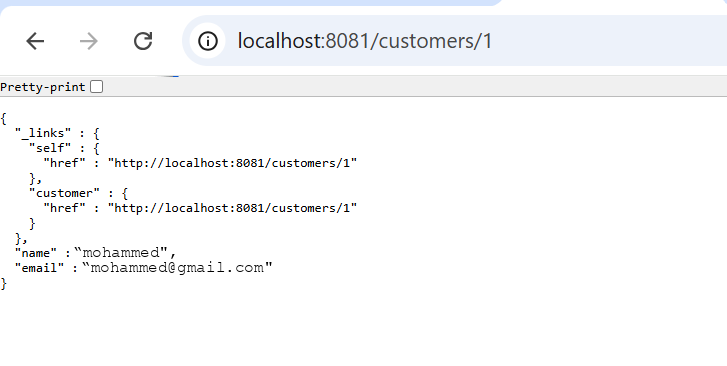 localhost:8081/customers/1
Pretty-print
{
  "_links" : {
    "self" : {
      "href" : "http://localhost:8081/customers/1"
    },
    "customer" : {
      "href" : "http://localhost:8081/customers/1"
    }
  },
  "name" :“mohammed",
  "email" :“mohammed@gmail.com"
}